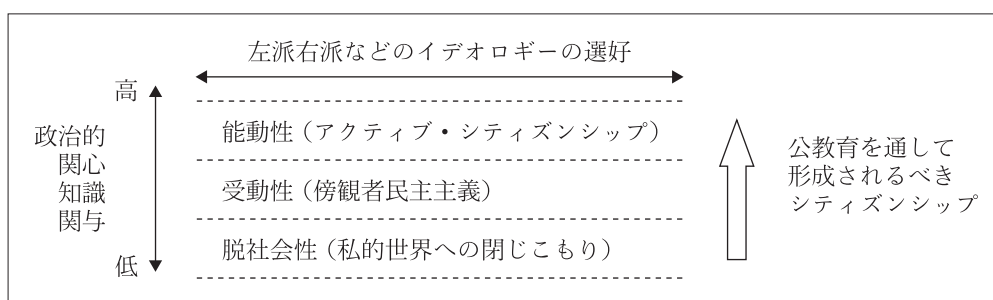 左派右派などのイデオロギーの選好
高
政治的
関心
知識
関与
低
能動性（アクティブ・シティズンシップ）
受動性（傍観者民主主義）
脱社会性（私的世界への閉じこもり）
公教育を通して
形成されるべき
シティズンシップ